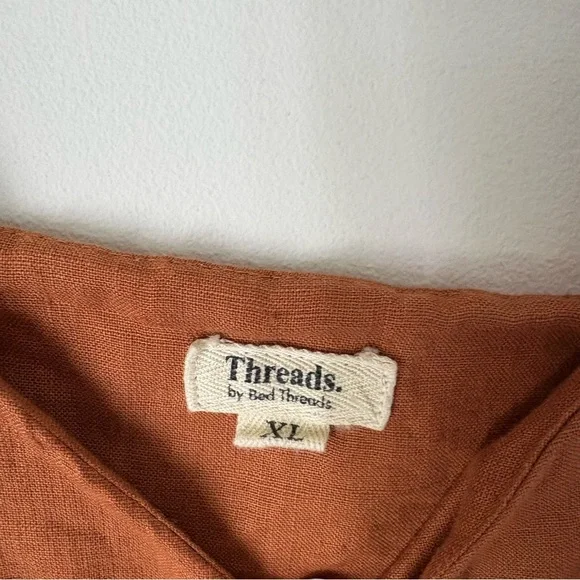 Threads.
by Bed Threads
XL